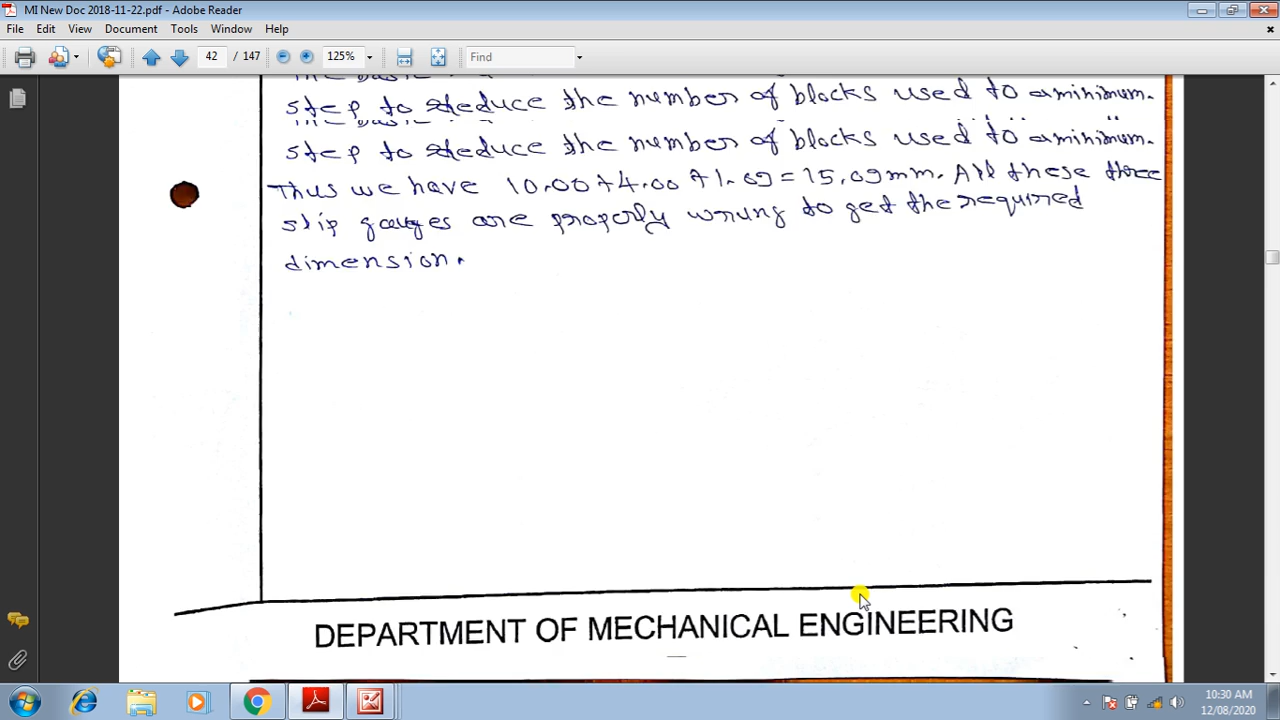 MI New Doc 2018-11-22.pdf - Adobe Reader
File Edit View Document Tools Window Help
42 / 147 125% Find
step to reduce the number of blocks used to a minimum.
step to reduce the number of blocks used to a minimum.
Thus we have 10.00+4.00+1.09=15.09mm. All these three
slip gauges are properly wrung to get the required
dimension.
DEPARTMENT OF MECHANICAL ENGINEERING
10:30 AM
12/08/2020